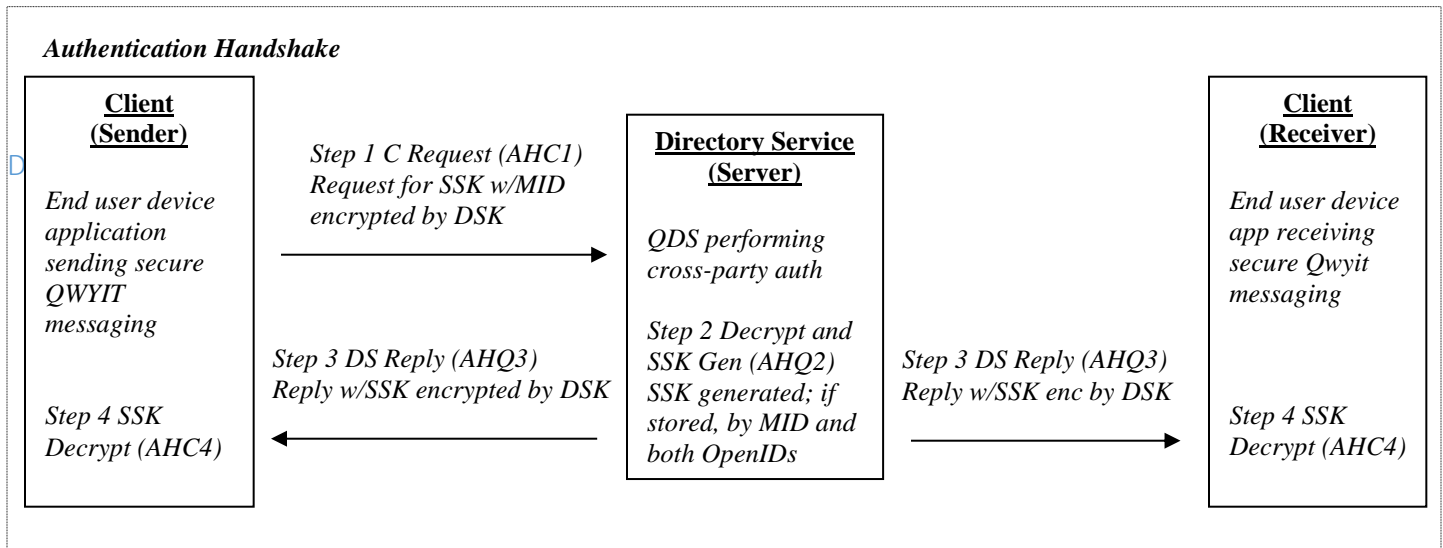 Authentication Handshake
Client
(Sender)
D
End user device
application
sending secure
QWYIT
messaging
Step 4 SSK
Decrypt (AHC4)
Step 1 C Request (AHC1)
Request for SSK w/MID
encrypted by DSK
Step 3 DS Reply (AHQ3)
Reply w/SSK encrypted by DSK
Directory Service
(Server)
QDS performing
cross-party auth
Step 2 Decrypt and
SSK Gen (AHQ2)
SSK generated; if
stored, by MID and
both OpenIDs
Step 3 DS Reply (AHQ3)
Reply w/SSK enc by DSK
Client
(Receiver)
End user device
app receiving
secure Qwyit
messaging
Step 4 SSK
Decrypt (AHC4)